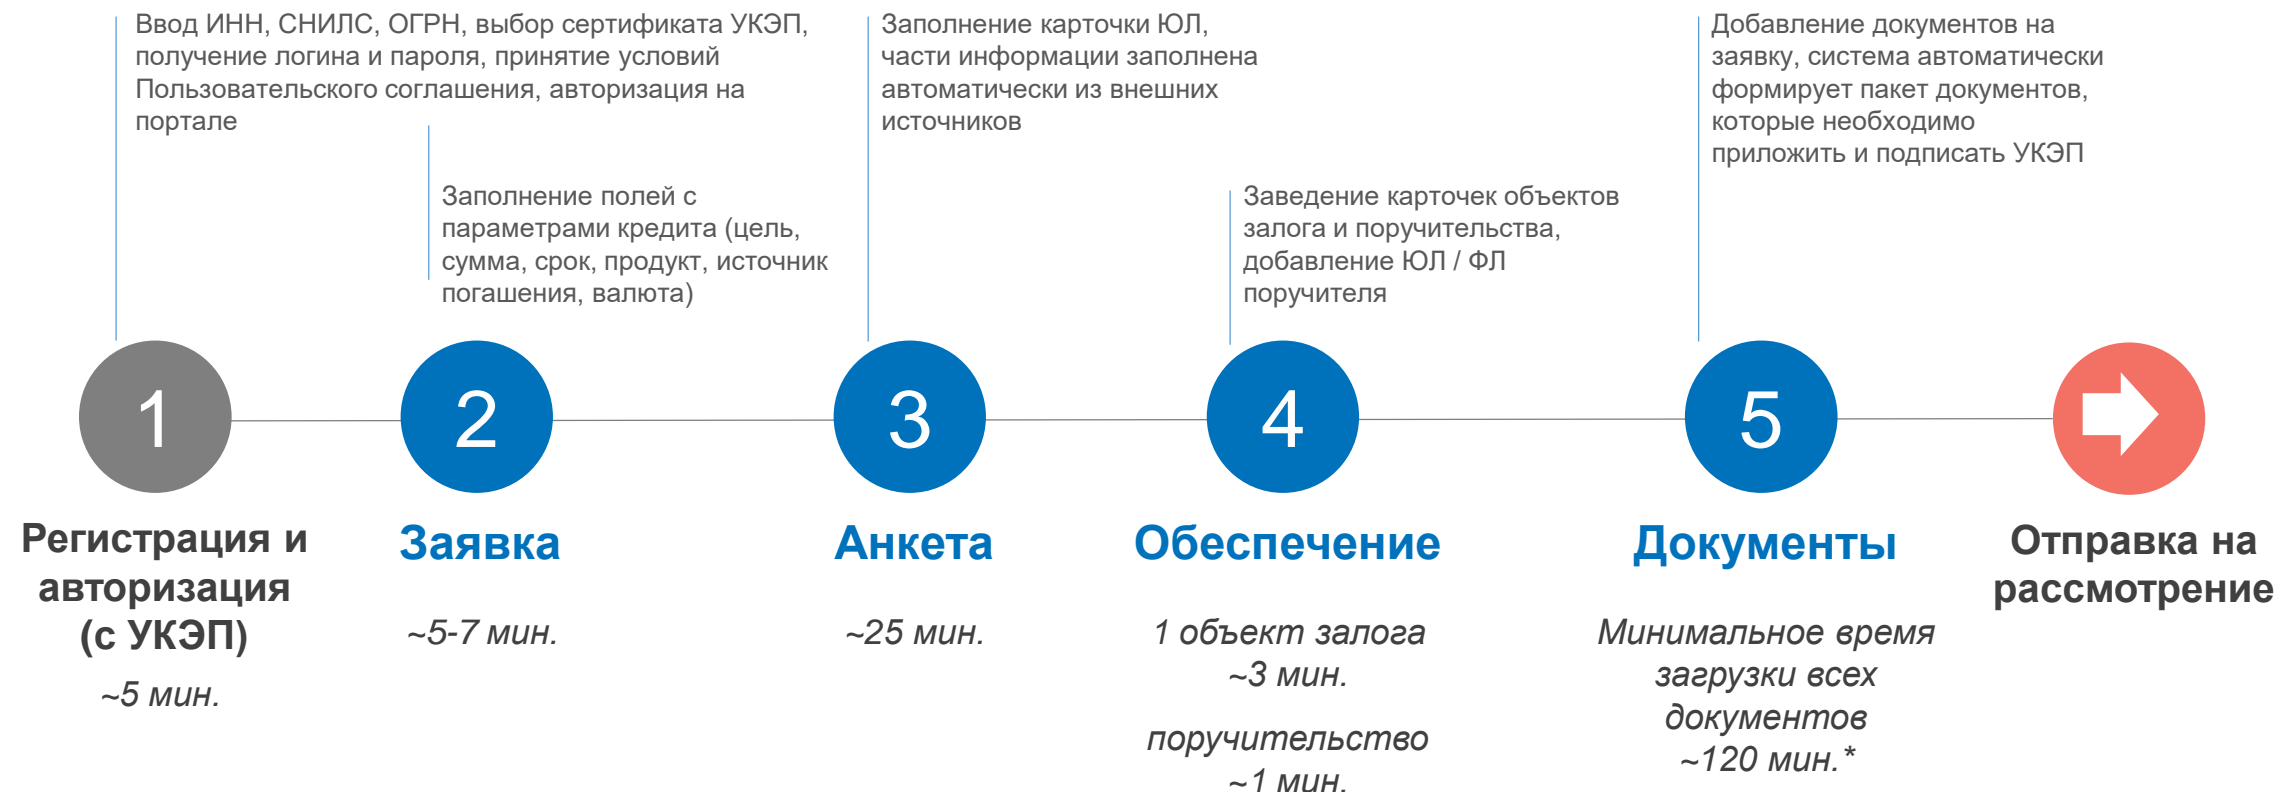 Ввод ИНН, СНИЛС, ОГРН, выбор сертификата УКЭП,
получение логина и пароля, принятие условий
Пользовательского соглашения, авторизация на
портале
Заполнение полей с
параметрами кредита (цель,
сумма, срок, продукт, источник
погашения, валюта)
Заполнение карточки ЮЛ,
части информации заполнена
автоматически из внешних
источников
Заведение карточек объектов
залога и поручительства,
добавление ЮЛ / ФЛ
поручителя
Добавление документов на
заявку, система автоматически
формирует пакет документов,
которые необходимо
приложить и подписать УКЭП
1
2
3
4
5
Регистрация и
авторизация
(с УКЭП)
~5 мин.
Заявка
~5-7 мин.
Анкета
~25 мин.
Обеспечение
1 объект залога
~3 мин.
поручительство
~1 мин.
Документы
Минимальное время
загрузки всех
документов
~120 мин.*
Отправка на
рассмотрение